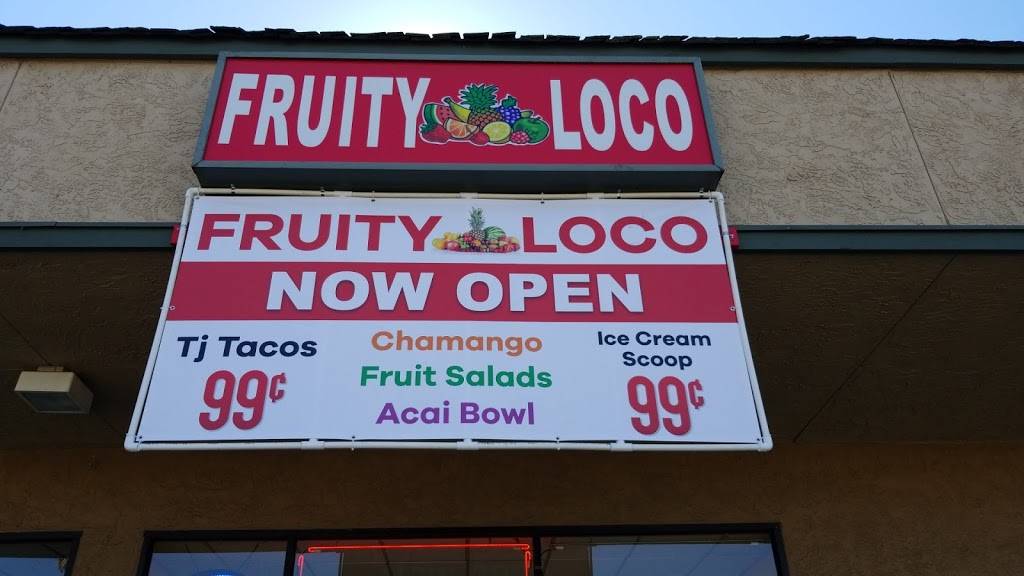 FRUITY LOCO
FRUITY LOCO
NOW OPEN
Tj Tacos
99¢
Chamango
Fruit Salads
Acai Bowl
Ice Cream
Scoop
99¢